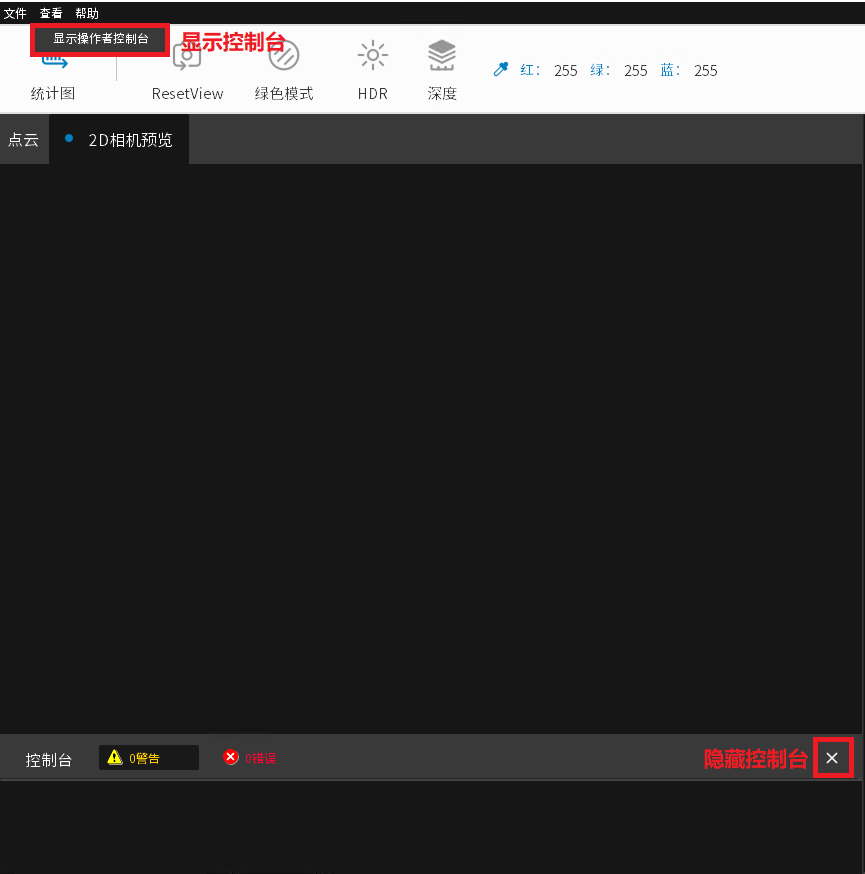 文件 查看 帮助
显示操作者控制台 显示控制台
红： 255 绿： 255 蓝： 255
统计图 ResetView 绿色模式 HDR 深度
点云 2D相机预览
控制台 0警告 0错误 隐藏控制台